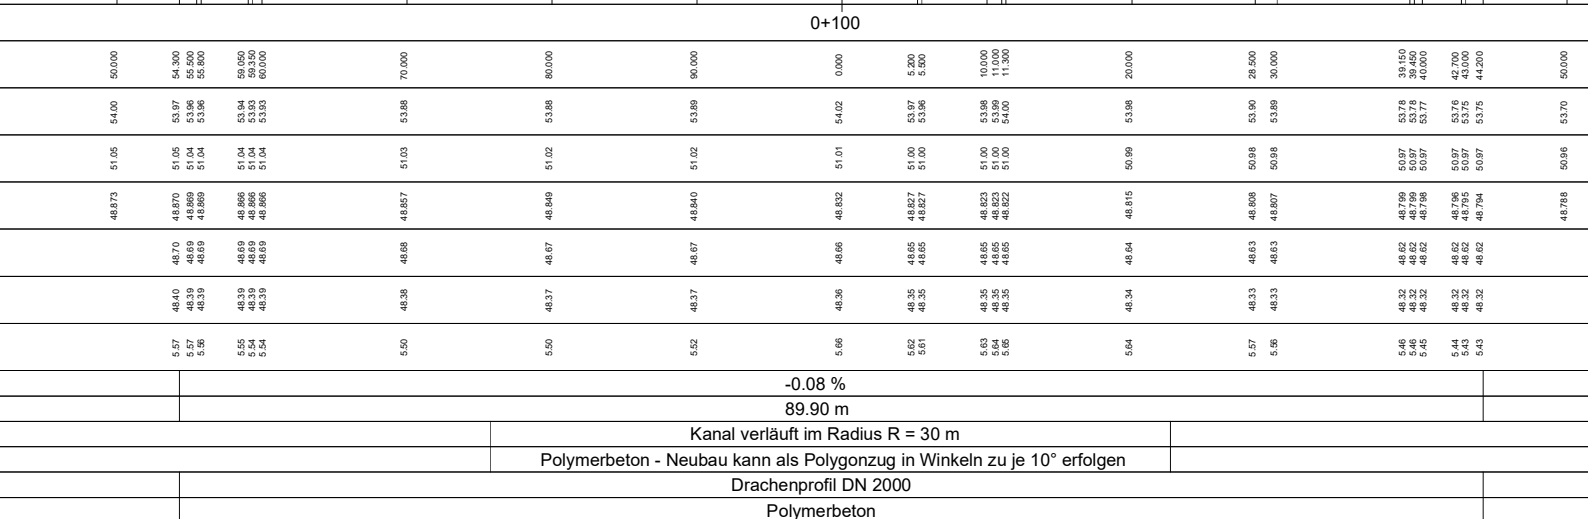 0+100
50.000 54.300 55.500 55.800 59.050 59.350 60.000 70.000 80.000 90.000 0.000 5.200 5.500 10.000 11.000 11.300 20.000 28.500 30.000 39.150 39.450 40.000 42.700 43.000 44.200 50.000
54.00 53.97 53.96 53.96 53.94 53.93 53.93 53.88 53.88 53.89 54.02 53.97 53.96 53.98 53.99 54.00 53.98 53.90 53.89 53.78 53.78 53.77 53.76 53.75 53.75 53.70
51.05 51.05 51.04 51.04 51.04 51.04 51.04 51.03 51.02 51.02 51.01 51.00 51.00 51.00 51.00 51.00 50.99 50.98 50.98 50.97 50.97 50.97 50.97 50.97 50.97 50.96
48.873 48.870 48.869 48.869 48.866 48.866 48.866 48.857 48.849 48.840 48.832 48.827 48.827 48.823 48.823 48.822 48.815 48.808 48.807 48.799 48.799 48.798 48.796 48.795 48.794 48.788
48.70 48.69 48.69 48.69 48.69 48.69 48.68 48.67 48.67 48.66 48.65 48.65 48.65 48.65 48.65 48.64 48.63 48.63 48.62 48.62 48.62 48.62 48.62 48.62
48.40 48.39 48.39 48.39 48.39 48.39 48.38 48.37 48.37 48.36 48.35 48.35 48.35 48.35 48.35 48.34 48.33 48.33 48.32 48.32 48.32 48.32 48.32 48.32
5.57 5.57 5.56 5.55 5.54 5.54 5.50 5.50 5.52 5.66 5.62 5.61 5.63 5.64 5.65 5.64 5.57 5.56 5.46 5.46 5.45 5.44 5.43 5.43
-0.08 %
89.90 m
Kanal verläuft im Radius R = 30 m
Polymerbeton - Neubau kann als Polygonzug in Winkeln zu je 10° erfolgen
Drachenprofil DN 2000
Polymerbeton